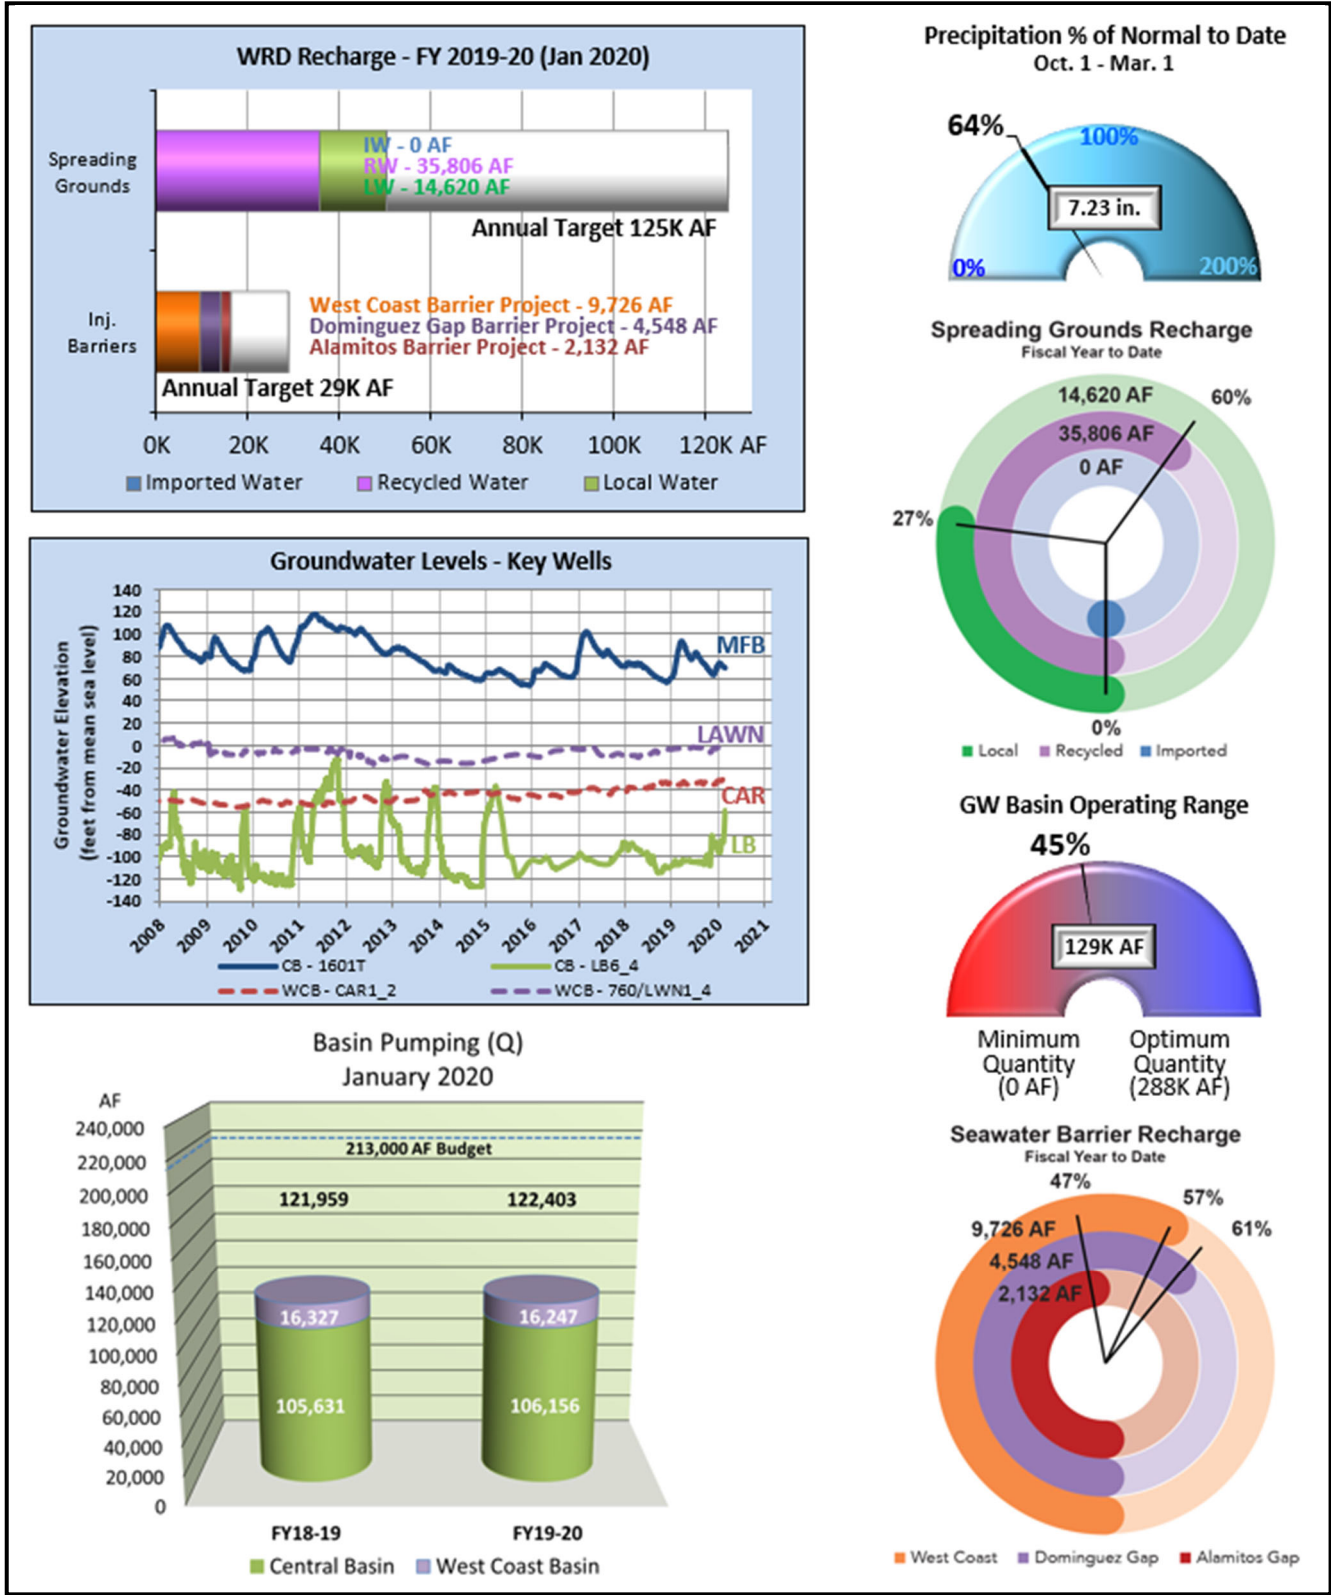 WRD Recharge - FY 2019-20 (Jan 2020)
Spreading
Grounds
IW - 0 AF
RW - 35,806 AF
LW - 14,620 AF
Annual Target 125K AF
Inj.
Barriers
West Coast Barrier Project - 9,726 AF
Dominguez Gap Barrier Project - 4,548 AF
Alamitos Barrier Project - 2,132 AF
Annual Target 29K AF
0K 20K 40K 60K 80K 100K 120K AF
Imported Water Recycled Water Local Water
Groundwater Levels - Key Wells
Groundwater Elevation
(feet from mean sea level)
140
120
100
80
60
40
20
0
-20
-40
-60
-80
-100
-120
-140
MFB
LAWN
CAR
LB
2008 2009 2010 2011 2012 2013 2014 2015 2016 2017 2018 2019 2020 2021
CB - 1601T CB - LB6_4
WCB - CAR1_2 WCB - 760/LWN1_4
Basin Pumping (Q)
January 2020
AF
240,000
220,000
200,000
180,000
160,000
140,000
120,000
100,000
80,000
60,000
40,000
20,000
0
213,000 AF Budget
121,959 122,403
16,327 16,247
105,631 106,156
FY18-19 FY19-20
Central Basin West Coast Basin
Precipitation % of Normal to Date
Oct. 1 - Mar. 1
64%
100%
7.23 in.
0% 200%
Spreading Grounds Recharge
Fiscal Year to Date
14,620 AF
60%
35,806 AF
0 AF
27%
0%
Local Recycled Imported
GW Basin Operating Range
45%
129K AF
Minimum
Quantity
(0 AF)
Optimum
Quantity
(288K AF)
Seawater Barrier Recharge
Fiscal Year to Date
47%
57%
61%
9,726 AF
4,548 AF
2,132 AF
West Coast Dominguez Gap Alamitos Gap